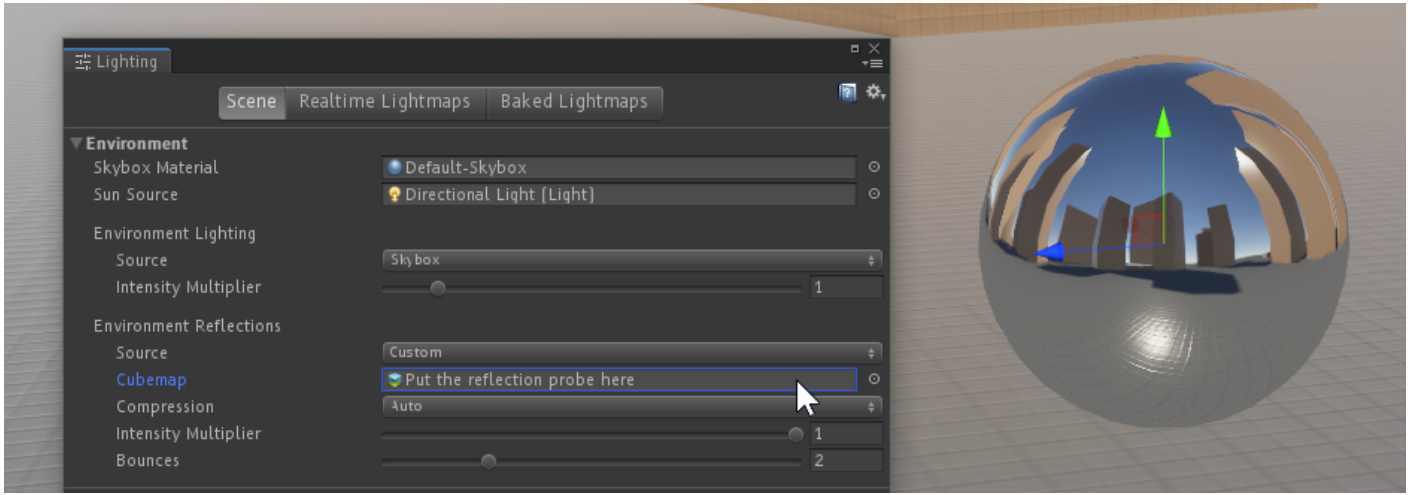 Lighting
Scene Realtime Lightmaps Baked Lightmaps
Environment
Skybox Material Default-Skybox
Sun Source Directional Light (Light)
Environment Lighting
Source Skybox
Intensity Multiplier 1
Environment Reflections
Source Custom
Cubemap Put the reflection probe here
Compression Auto
Intensity Multiplier 1
Bounces 2